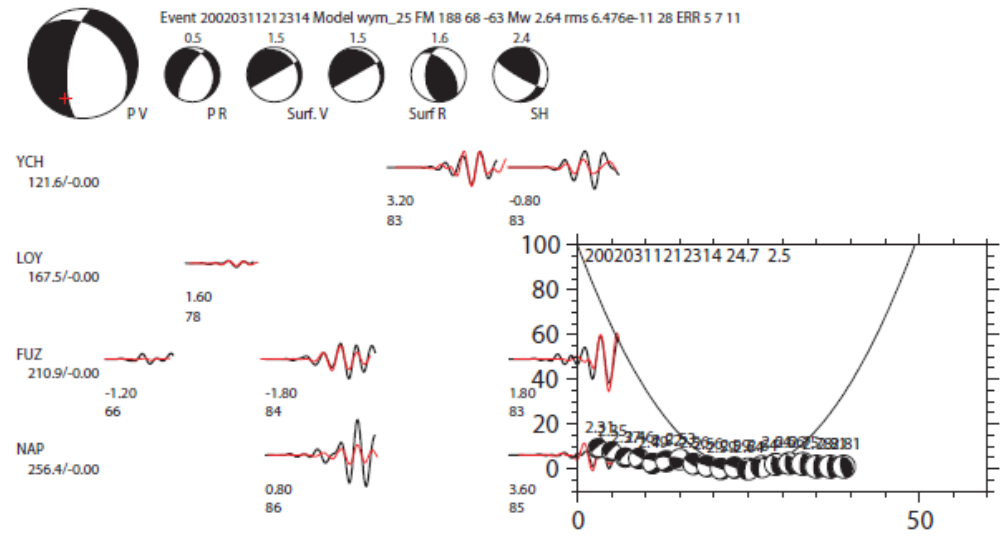 Event 20020311212314 Model wym_25 FM 188 68 -63 Mw 2.64 rms 6.476e-11 28 ERR 5 7 11
0.5 1.5 1.5 1.6 2.4
P V P R Surf. V Surf R SH
YCH
121.6/-0.00
3.20 -0.80
83 83
LOY
167.5/-0.00
1.60
78
FUZ
210.9/-0.00
-1.20 -1.80 1.80
66 84 83
NAP
256.4/-0.00
0.80 3.60
86 85
20020311212314 24.7 2.5
100
80
60
40
20
0
2.31
0 50